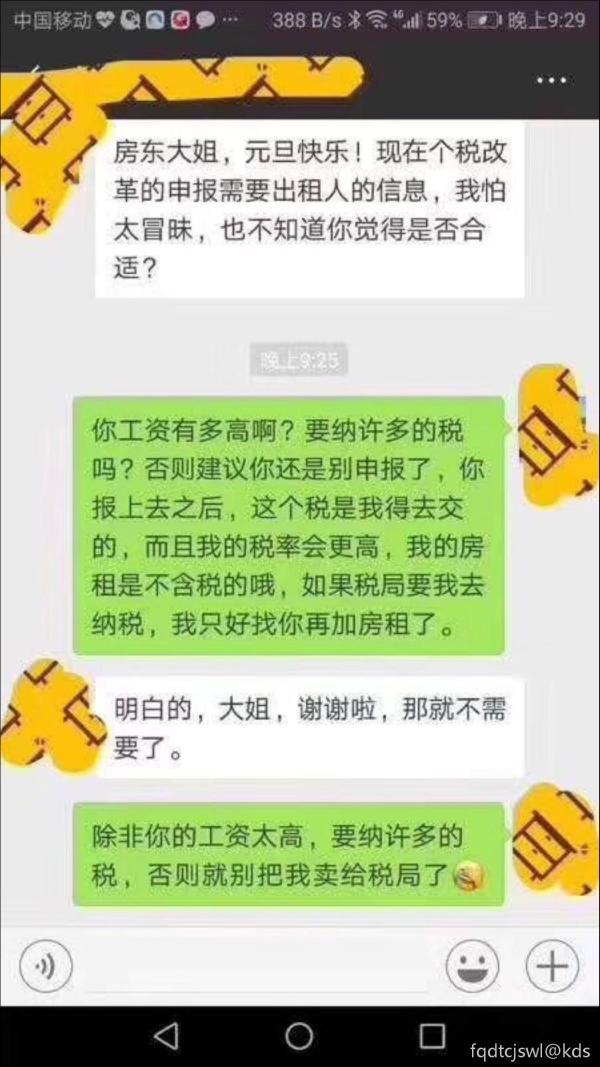 中国移动 388 B/s 46 59% 晚上9:29
房东大姐，元旦快乐！现在个税改
革的申报需要出租人的信息，我怕
太冒昧，也不知道你觉得是否合
适？
晚上9:25
你工资有多高啊？要纳许多的税
吗？否则建议你还是别申报了，你
报上去之后，这个税是我得去交
的，而且我的税率会更高，我的房
租是不含税的哦，如果税局要我去
纳税，我只好找你再加房租了。
明白的，大姐，谢谢啦，那就不需
要了。
除非你的工资太高，要纳许多的
税，否则就别把我卖给税局了
fqdtcjswl@kds